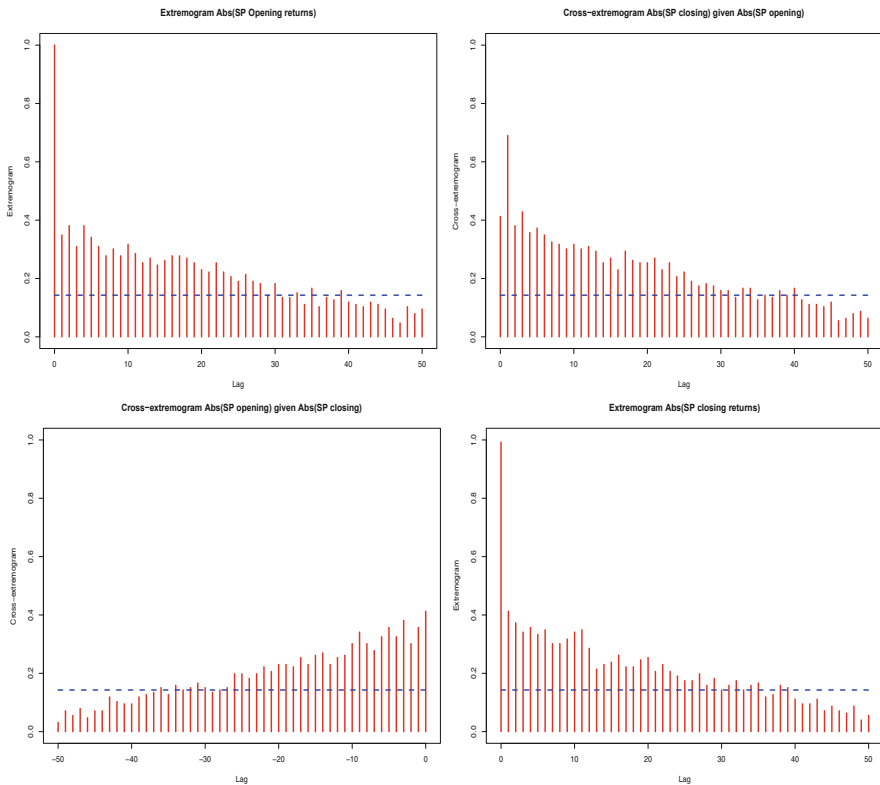 Extremogram Abs(SP Opening returns)
Extremogram
0.0 0.2 0.4 0.6 0.8 1.0
0 10 20 30 40 50
Lag
Cross−extremogram Abs(SP closing) given Abs(SP opening)
Cross−extremogram
0.0 0.2 0.4 0.6 0.8 1.0
0 10 20 30 40 50
Lag
Cross−extremogram Abs(SP opening) given Abs(SP closing)
Cross−extremogram
0.0 0.2 0.4 0.6 0.8 1.0
−50 −40 −30 −20 −10 0
Lag
Extremogram Abs(SP closing returns)
Extremogram
0.0 0.2 0.4 0.6 0.8 1.0
0 10 20 30 40 50
Lag